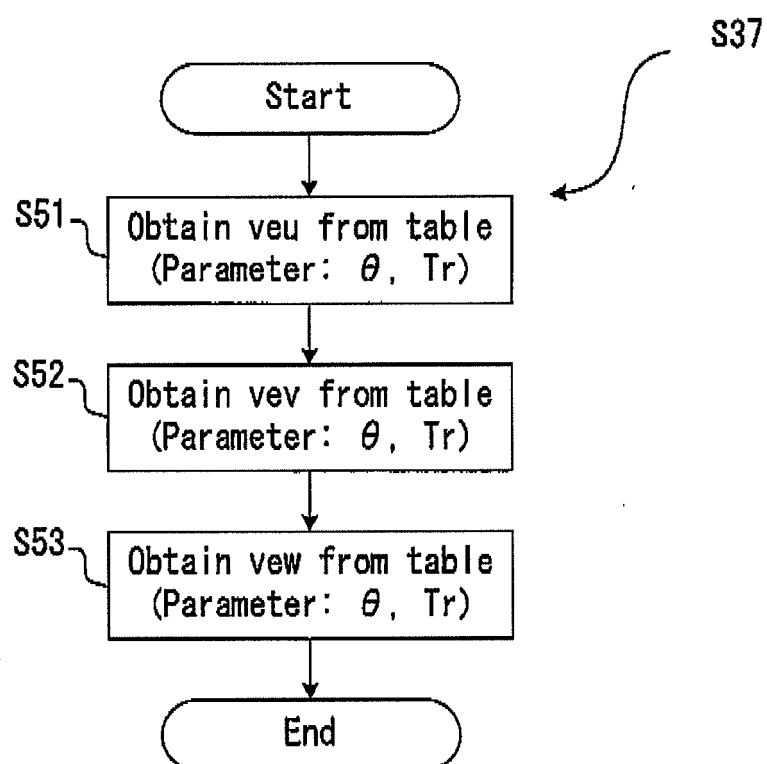 S37
Start
S51
Obtain veu from table
(Parameter: θ, Tr)
S52
Obtain vev from table
(Parameter: θ, Tr)
S53
Obtain vew from table
(Parameter: θ, Tr)
End